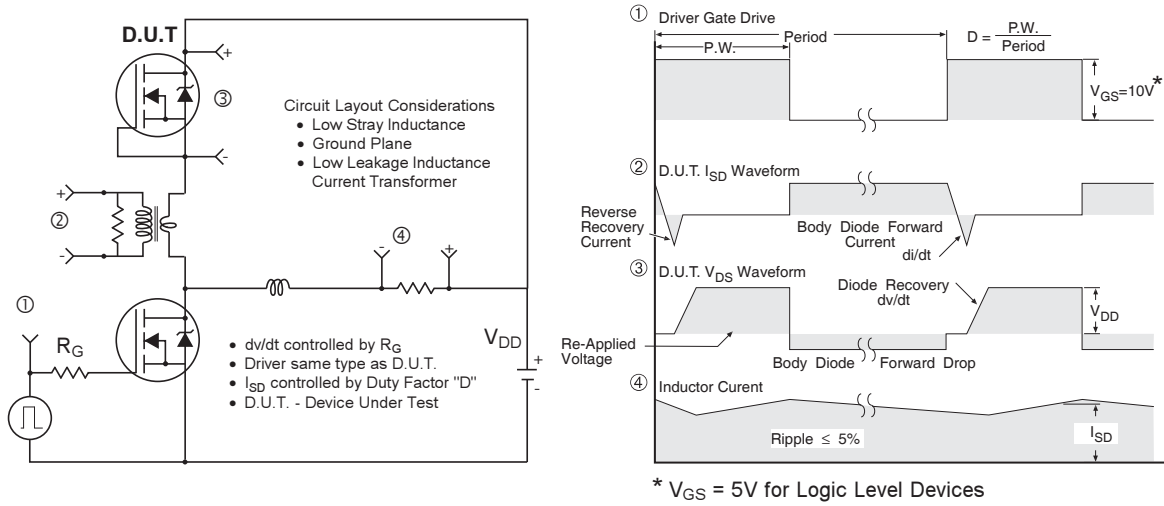 D.U.T
+
③
-
Circuit Layout Considerations
• Low Stray Inductance
• Ground Plane
• Low Leakage Inductance
Current Transformer
+
②
-
④
-
+
①
R_G
• dv/dt controlled by R_G
• Driver same type as D.U.T.
• I_SD controlled by Duty Factor "D"
• D.U.T. - Device Under Test
V_DD
+
-
① Driver Gate Drive
P.W.
Period
D = P.W. / Period
V_GS=10V*
② D.U.T. I_SD Waveform
Reverse
Recovery
Current
Body Diode Forward
Current
di/dt
③ D.U.T. V_DS Waveform
Diode Recovery
dv/dt
V_DD
Re-Applied
Voltage
Body Diode Forward Drop
④ Inductor Curent
Ripple ≤ 5%
I_SD
* V_GS = 5V for Logic Level Devices